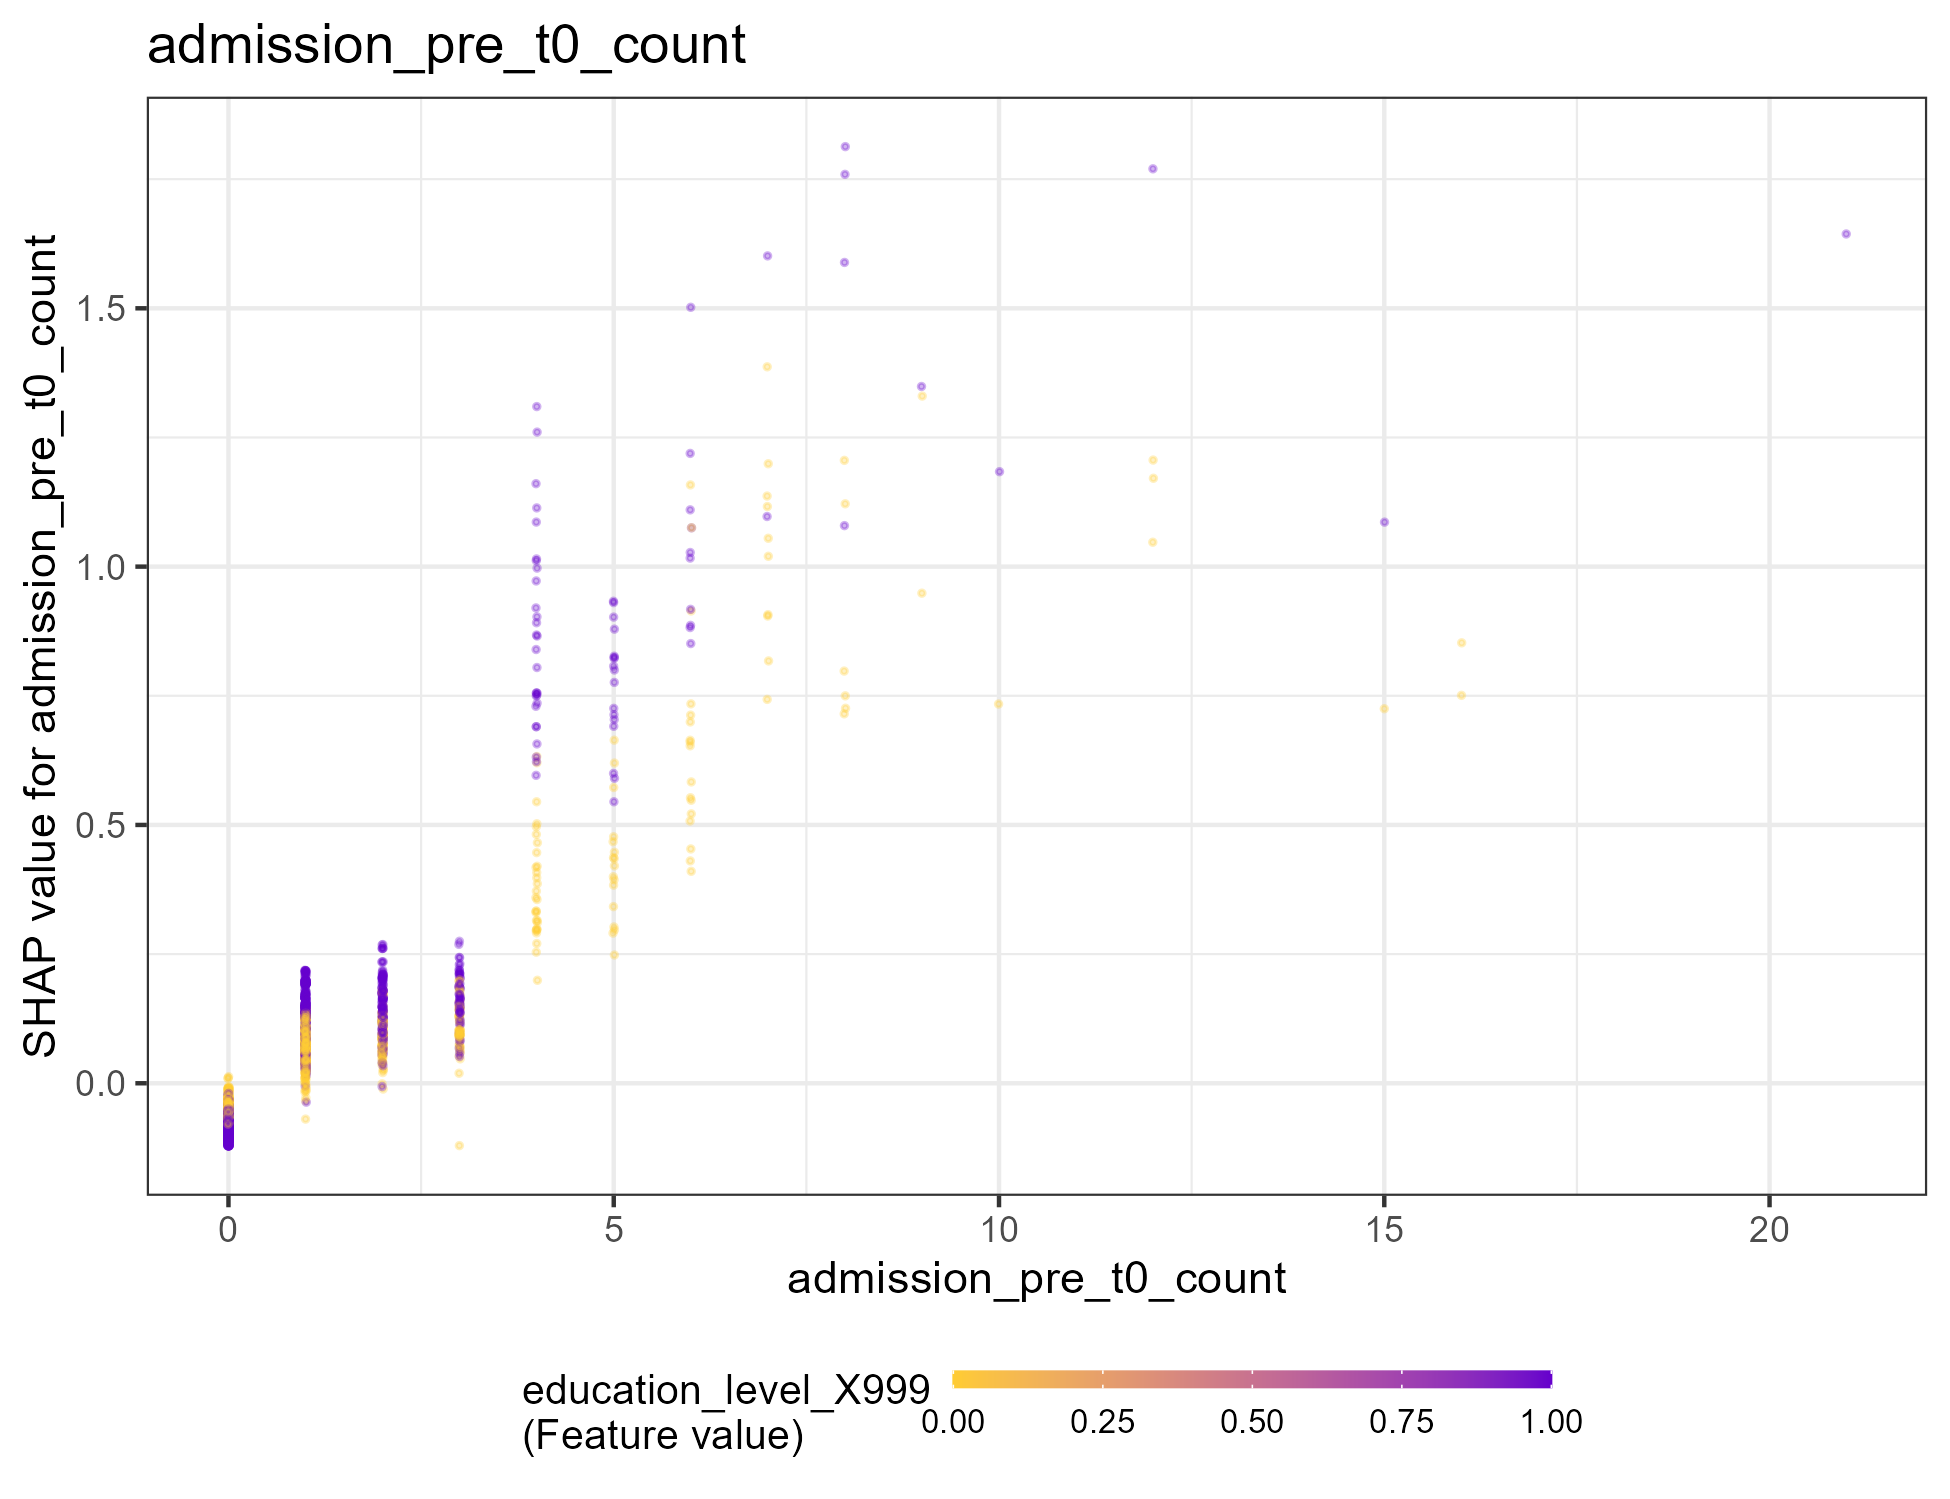 admission_pre_t0_count
SHAP value for admission_pre_t0_count
1.5
1.0
0.5
0.0
0 5 10 15 20
admission_pre_t0_count
education_level_X999
(Feature value)
0.00 0.25 0.50 0.75 1.00